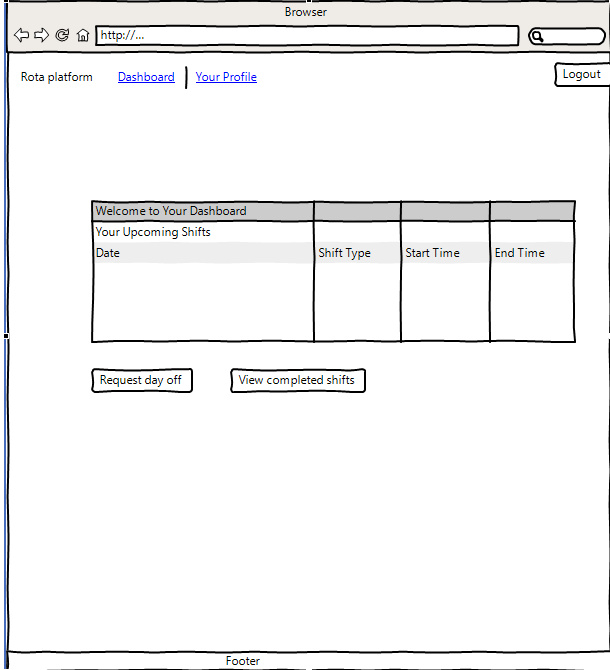 Browser
http://...
Rota platform Dashboard Your Profile Logout
Welcome to Your Dashboard
Your Upcoming Shifts
Date Shift Type Start Time End Time
Request day off View completed shifts
Footer